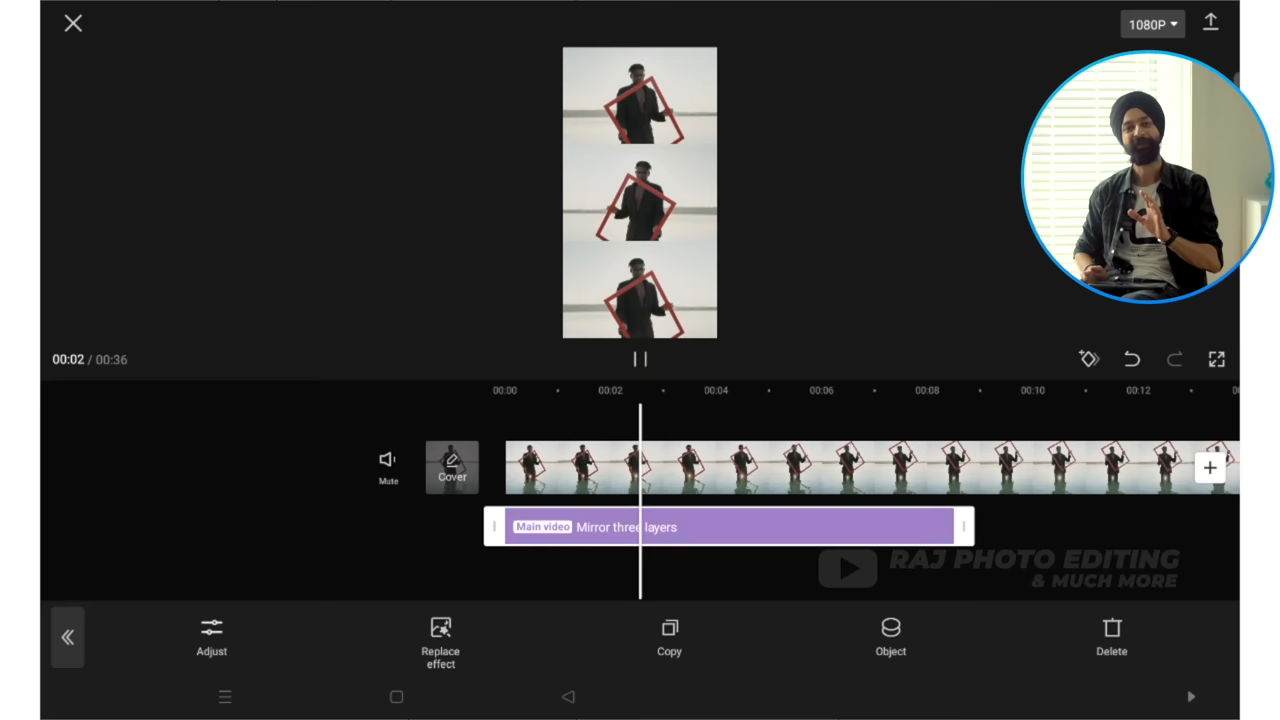 1080P
00:02 / 00:36
00:00 00:02 00:04 00:06 00:08 00:10 00:12
Mute
Cover
Main video Mirror three layers
RAJ PHOTO EDITING
& MUCH MORE
Adjust
Replace
effect
Copy
Object
Delete